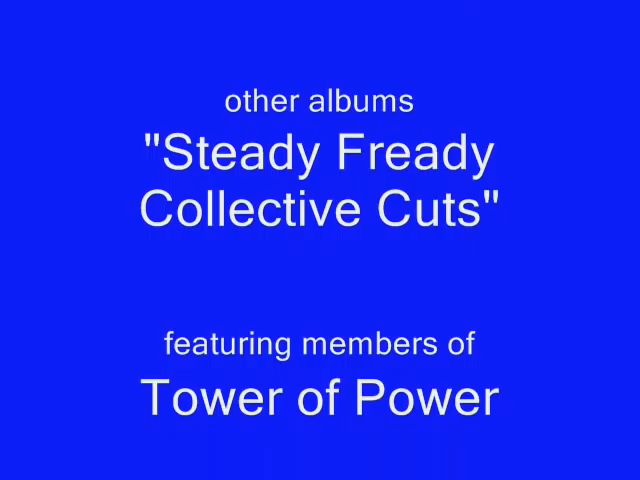 other albums
"Steady Fready
Collective Cuts"
featuring members of
Tower of Power